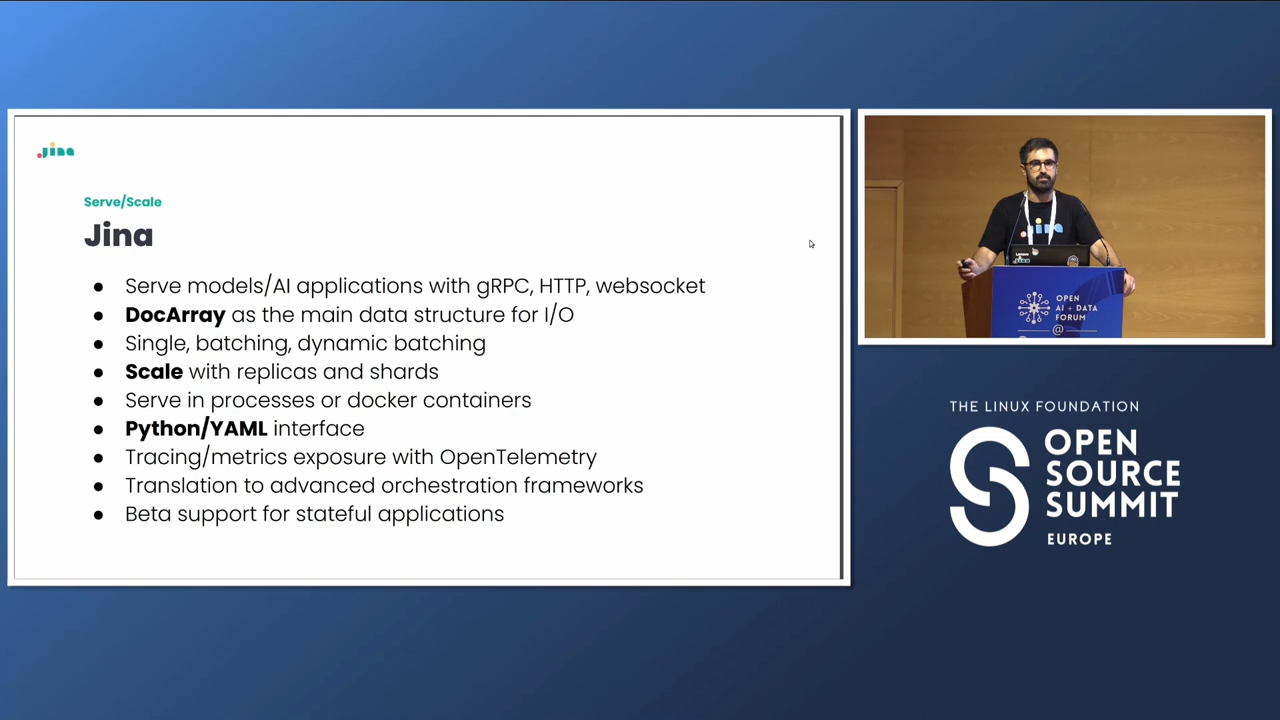 Jina
Serve/Scale
Jina
● Serve models/AI applications with gRPC, HTTP, websocket
● DocArray as the main data structure for I/O
● Single, batching, dynamic batching
● Scale with replicas and shards
● Serve in processes or docker containers
● Python/YAML interface
● Tracing/metrics exposure with OpenTelemetry
● Translation to advanced orchestration frameworks
● Beta support for stateful applications
Jina
Lenovo
Jina
OPEN
AI + DATA
FORUM
@
THE LINUX FOUNDATION
OPEN
SOURCE
SUMMIT
EUROPE